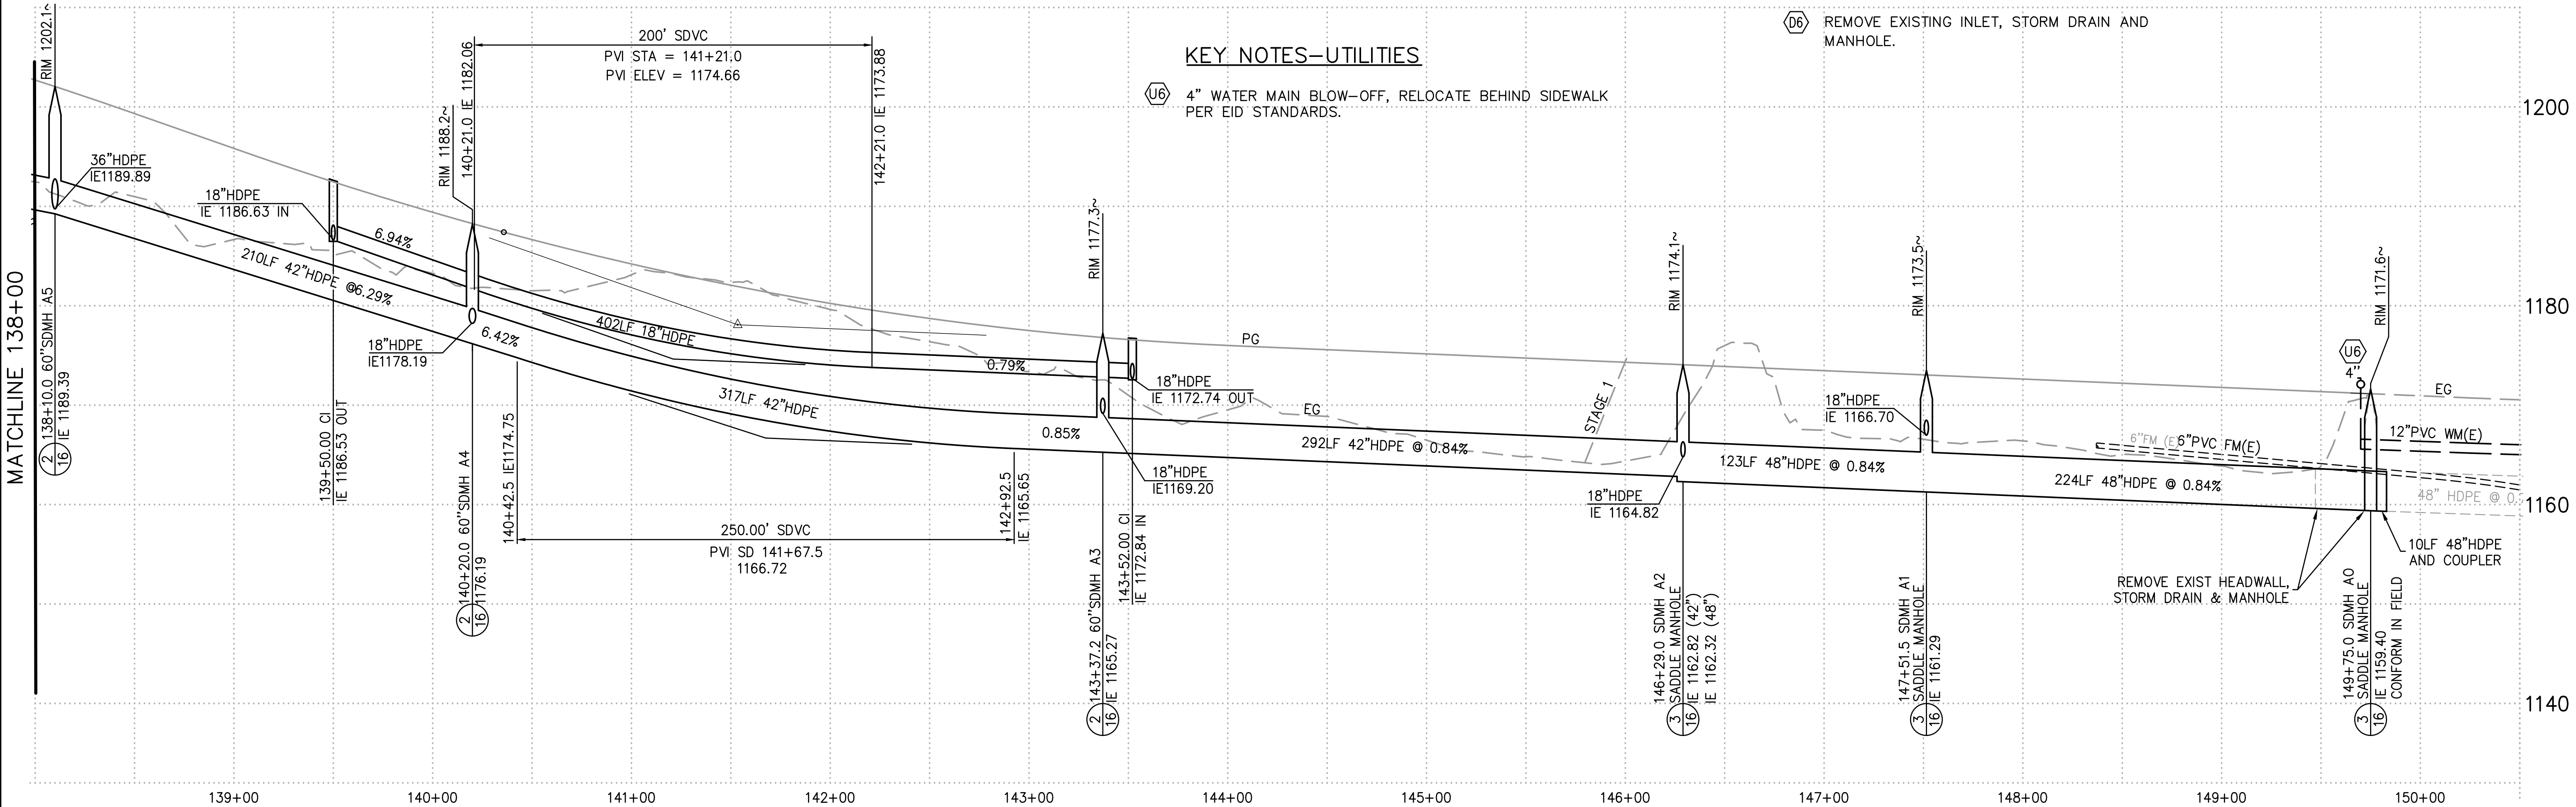 KEY NOTES–UTILITIES
U6 4" WATER MAIN BLOW–OFF, RELOCATE BEHIND SIDEWALK
PER EID STANDARDS.
D6 REMOVE EXISTING INLET, STORM DRAIN AND
MANHOLE.
MATCHLINE 138+00
RIM 1202.1~
36"HDPE
IE1189.89
2
16
138+10.0 60"SDMH A5
IE 1189.39
18"HDPE
IE 1186.63 IN
139+50.00 CI
IE 1186.53 OUT
210LF 42"HDPE @6.29%
6.94%
RIM 1188.2~
140+21.0 IE 1182.06
200' SDVC
PVI STA = 141+21.0
PVI ELEV = 1174.66
142+21.0 IE 1173.88
18"HDPE
IE1178.19
2
16
140+20.0 60"SDMH A4
1176.19
6.42%
402LF 18"HDPE
317LF 42"HDPE
140+42.5 IE1174.75
250.00' SDVC
PVI SD 141+67.5
1166.72
142+92.5
IE 1165.65
0.79%
0.85%
RIM 1177.3~
18"HDPE
IE 1172.74 OUT
18"HDPE
IE1169.20
2
16
143+37.2 60"SDMH A3
IE 1165.27
143+52.00 CI
IE 1172.84 IN
PG
EG
292LF 42"HDPE @ 0.84%
STAGE 1
RIM 1174.1~
18"HDPE
IE 1164.82
3
16
146+29.0 SDMH A2
SADDLE MANHOLE
IE 1162.82 (42")
IE 1162.32 (48")
123LF 48"HDPE @ 0.84%
RIM 1173.5~
18"HDPE
IE 1166.70
3
16
147+51.5 SDMH A1
SADDLE MANHOLE
IE 1161.29
224LF 48"HDPE @ 0.84%
6"FM (E)
6"PVC FM(E)
U6
4"
RIM 1171.6~
EG
12"PVC WM(E)
48" HDPE @ 0.
10LF 48"HDPE
AND COUPLER
REMOVE EXIST HEADWALL,
STORM DRAIN & MANHOLE
3
16
149+75.0 SDMH A0
SADDLE MANHOLE
IE 1159.40
CONFORM IN FIELD
1200
1180
1160
1140
139+00 140+00 141+00 142+00 143+00 144+00 145+00 146+00 147+00 148+00 149+00 150+00